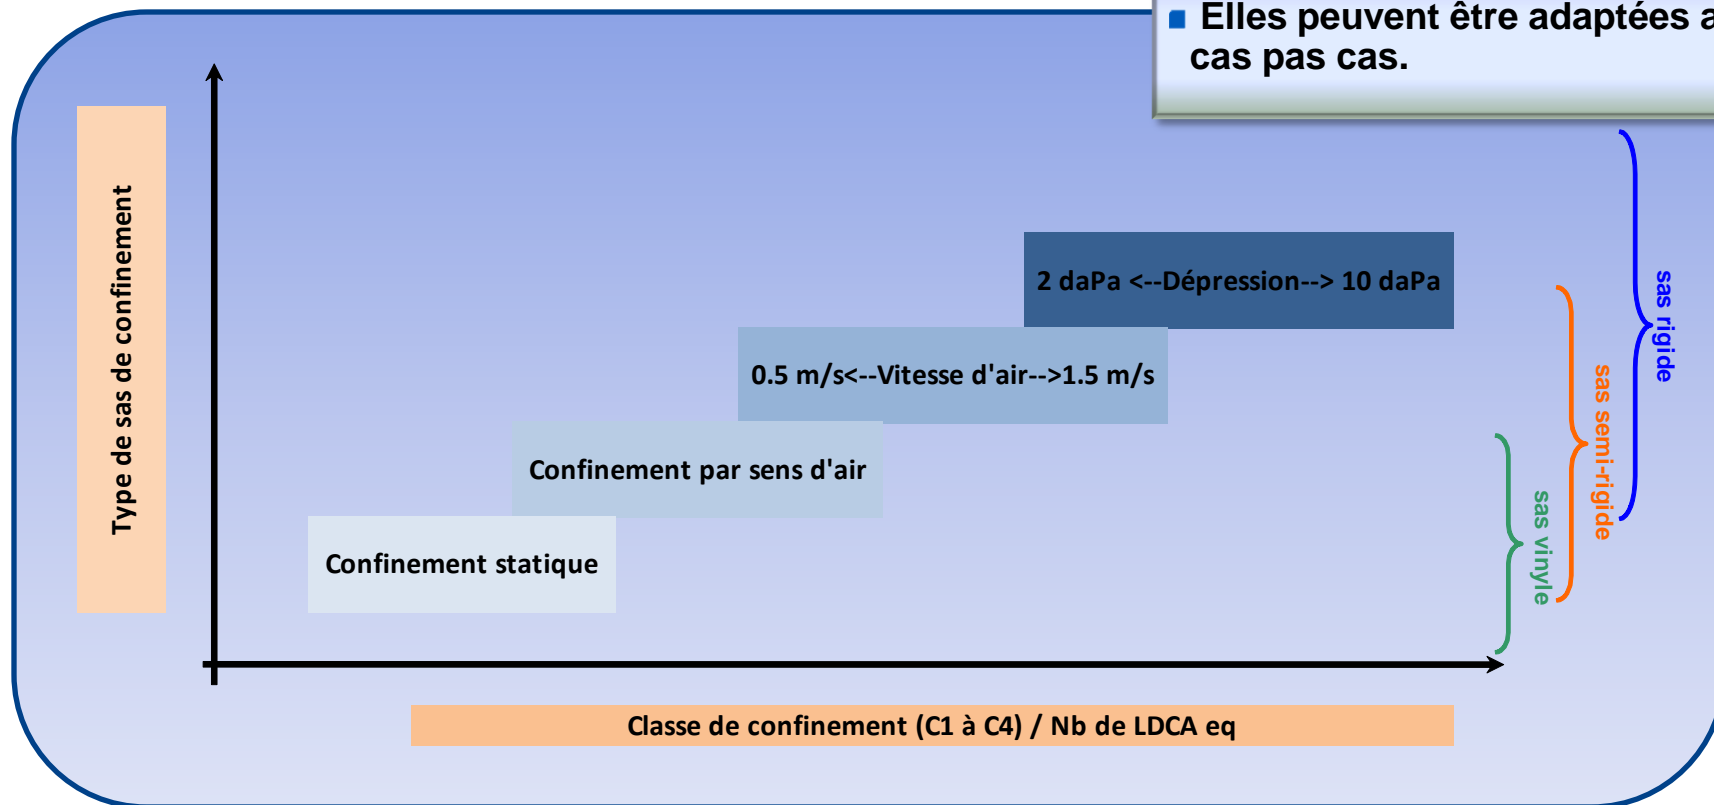 Elles peuvent être adaptées a
cas pas cas.
Type de sas de confinement
2 daPa <--Dépression--> 10 daPa
0.5 m/s<--Vitesse d'air-->1.5 m/s
Confinement par sens d'air
Confinement statique
sas rigide
sas semi-rigide
sas vinyle
Classe de confinement (C1 à C4) / Nb de LDCA eq